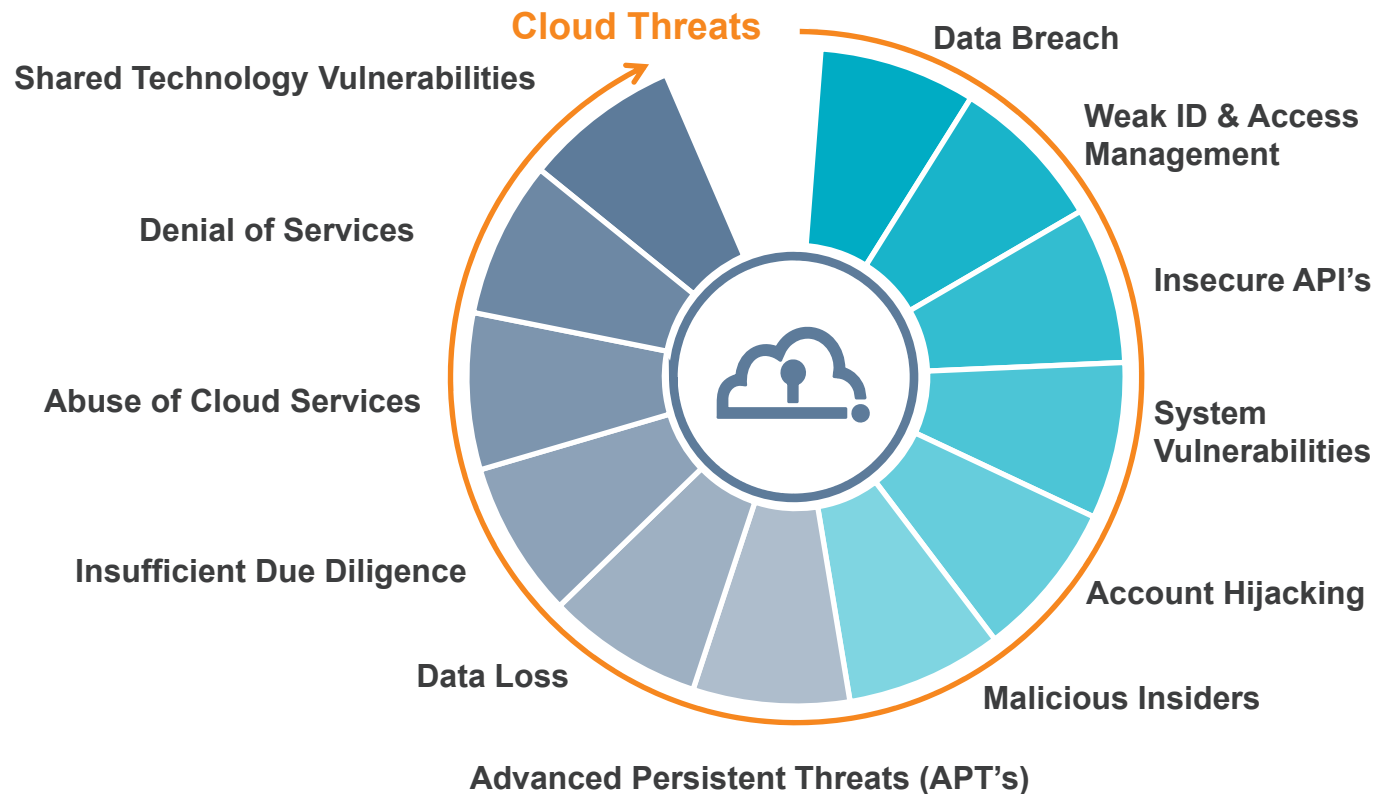 Cloud Threats
Data Breach
Weak ID & Access
Management
Insecure API’s
System
Vulnerabilities
Account Hijacking
Malicious Insiders
Advanced Persistent Threats (APT’s)
Data Loss
Insufficient Due Diligence
Abuse of Cloud Services
Denial of Services
Shared Technology Vulnerabilities